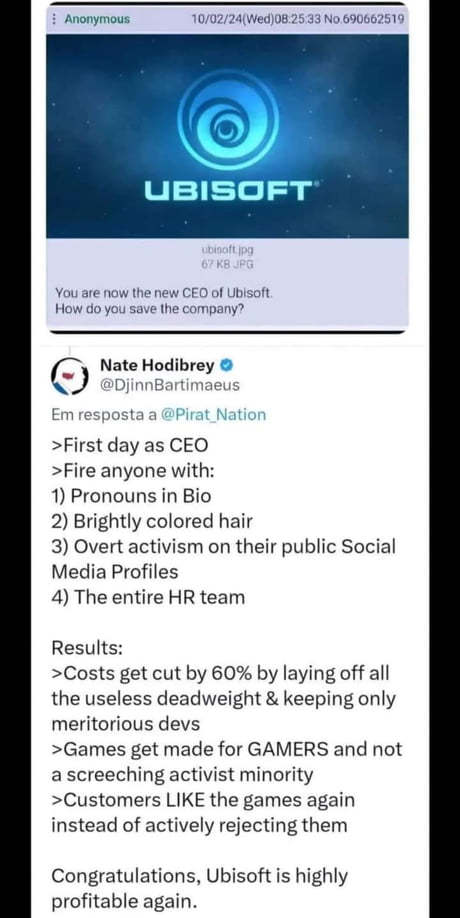 Anonymous 10/02/24(Wed)08:25:33 No.690662519
UBISOFT
ubisoft.jpg
67 KB JPG
You are now the new CEO of Ubisoft.
How do you save the company?
Nate Hodibrey
@DjinnBartimaeus
Em resposta a @Pirat_Nation
>First day as CEO
>Fire anyone with:
1) Pronouns in Bio
2) Brightly colored hair
3) Overt activism on their public Social
Media Profiles
4) The entire HR team
Results:
>Costs get cut by 60% by laying off all
the useless deadweight & keeping only
meritorious devs
>Games get made for GAMERS and not
a screeching activist minority
>Customers LIKE the games again
instead of actively rejecting them
Congratulations, Ubisoft is highly
profitable again.